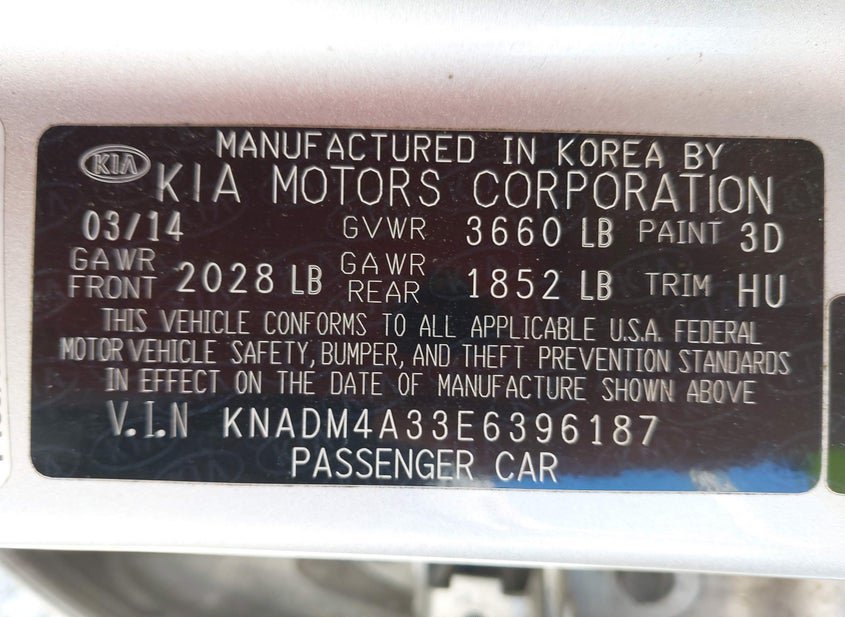 MANUFACTURED IN KOREA BY
KIA
KIA MOTORS CORPORATION
03/14 GVWR 3660 LB PAINT 3D
GAWR FRONT 2028 LB GAWR REAR 1852 LB TRIM HU
THIS VEHICLE CONFORMS TO ALL APPLICABLE U.S.A. FEDERAL
MOTOR VEHICLE SAFETY, BUMPER, AND THEFT PREVENTION STANDARDS
IN EFFECT ON THE DATE OF MANUFACTURE SHOWN ABOVE
V.I.N KNADM4A33E6396187
PASSENGER CAR